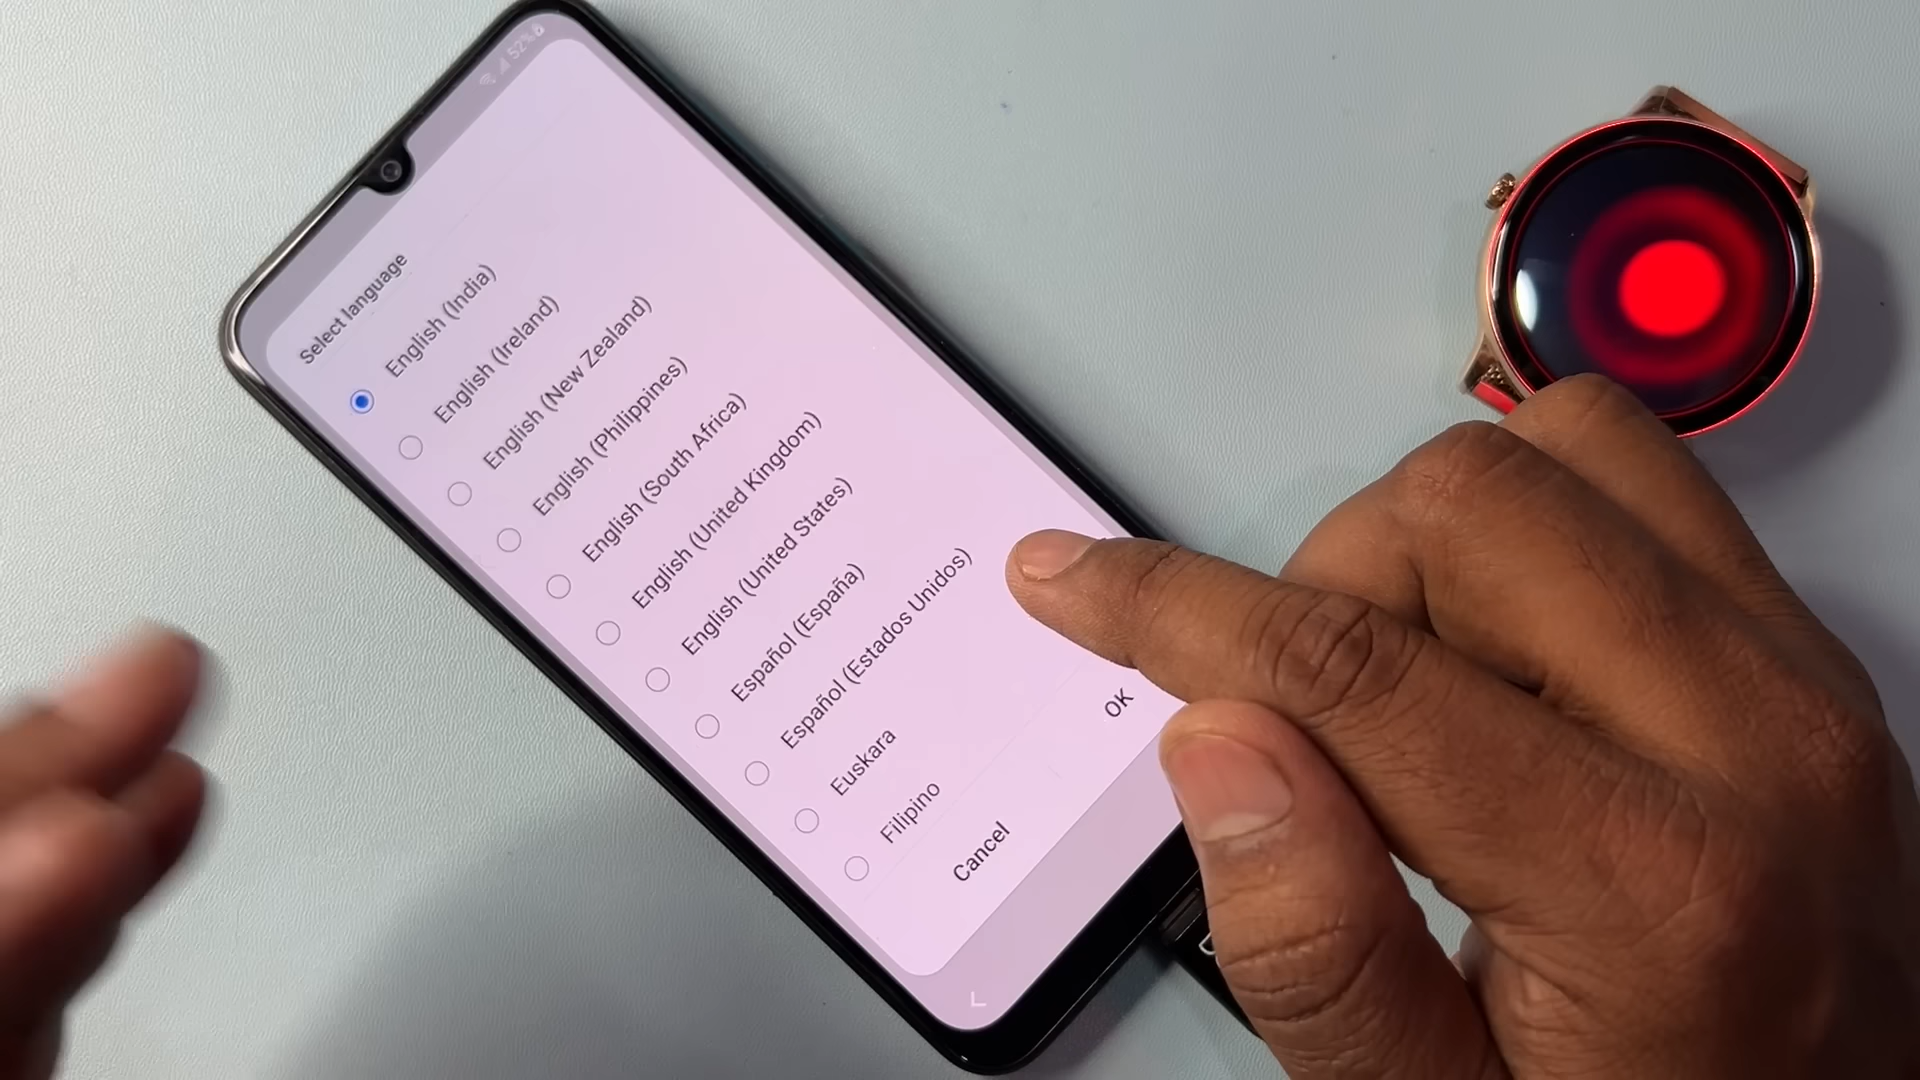 52%
Select language
English (India)
English (Ireland)
English (New Zealand)
English (Philippines)
English (South Africa)
English (United Kingdom)
English (United States)
Español (España)
Español (Estados Unidos)
Euskara
Filipino
Cancel
OK